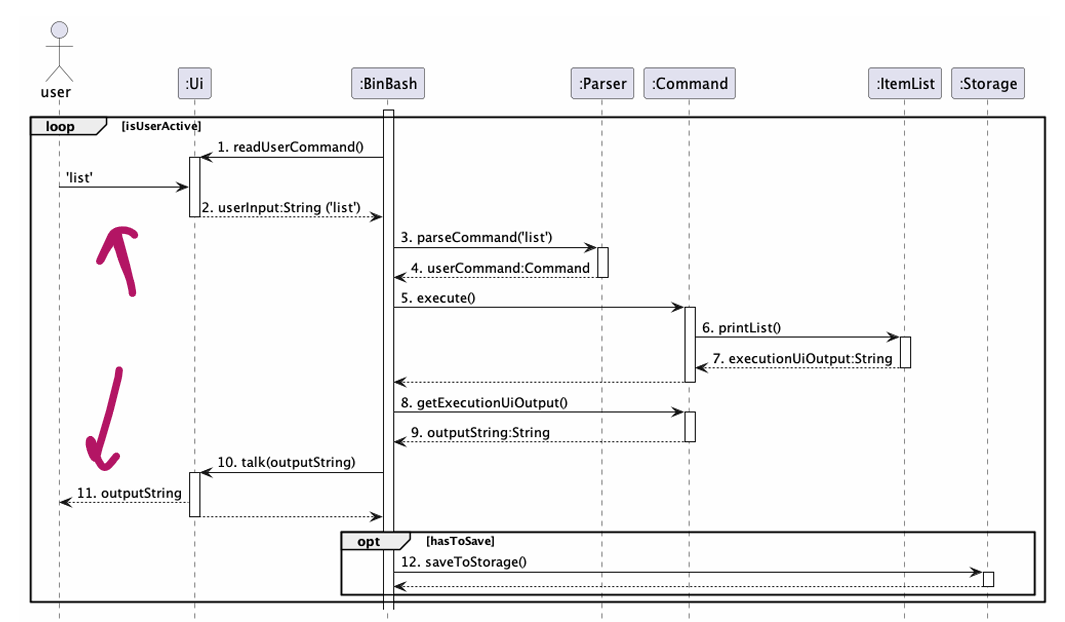 user
:Ui
:BinBash
:Parser
:Command
:ItemList
:Storage
loop
[isUserActive]
1. readUserCommand()
'list'
2. userInput:String ('list')
3. parseCommand('list')
4. userCommand:Command
5. execute()
6. printList()
7. executionUiOutput:String
8. getExecutionUiOutput()
9. outputString:String
10. talk(outputString)
11. outputString
opt
[hasToSave]
12. saveToStorage()